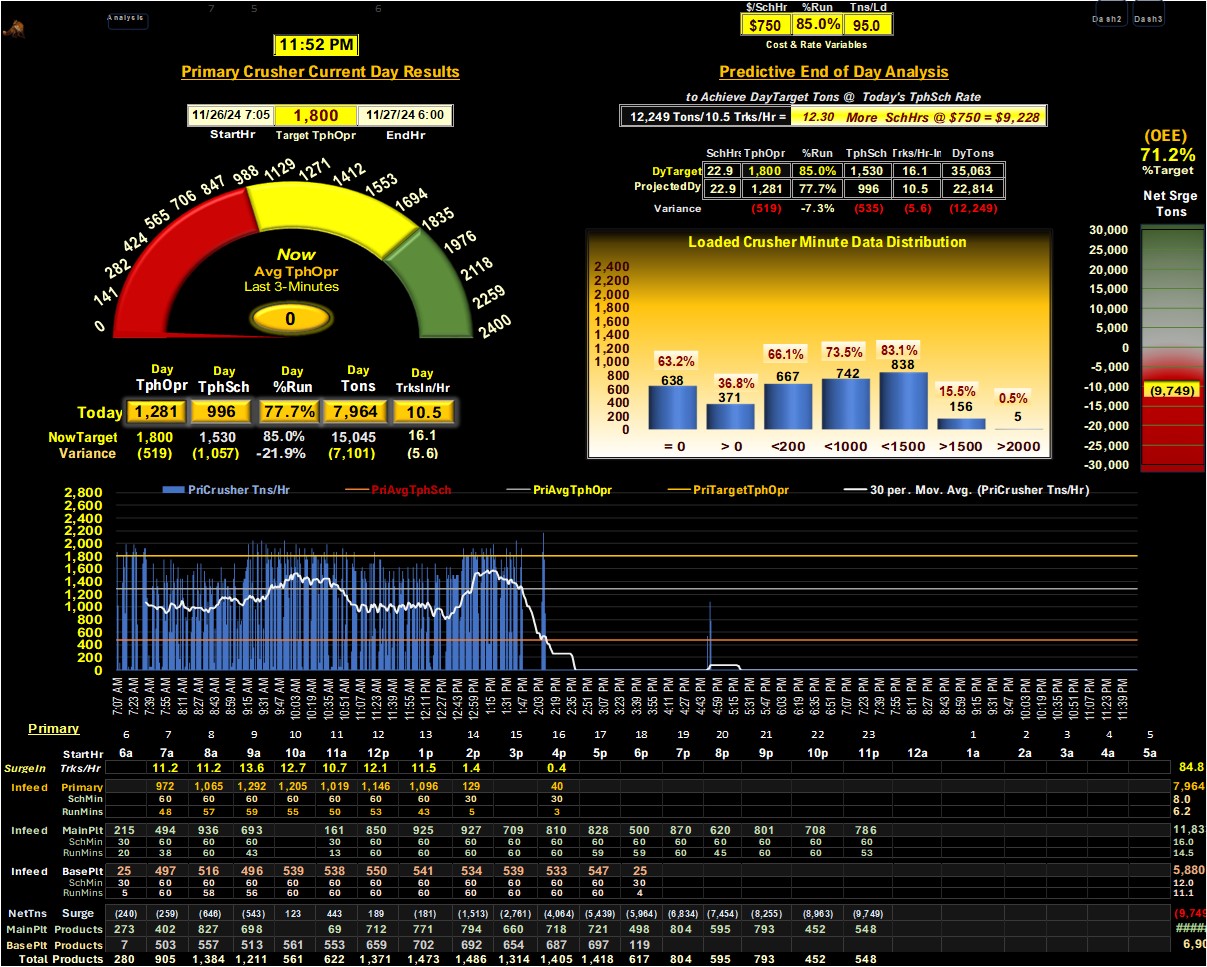 7 5 6
Analysis
$/SchHr %Run Tns/Ld
$750 85.0% 95.0
Cost & Rate Variables
Dash2 Dash3
11:52 PM
Primary Crusher Current Day Results
11/26/24 7:05 1,800 11/27/24 6:00
StartHr Target TphOpr EndHr
0 141 282 424 565 706 847 988 1129 1271 1412 1553 1694 1835 1976 2118 2259 2400
Now
Avg TphOpr
Last 3-Minutes
0
Day Day Day Day Day
TphOpr TphSch %Run Tons TrksIn/Hr
Today 1,281 996 77.7% 7,964 10.5
NowTarget 1,800 1,530 85.0% 15,045 16.1
Variance (519) (1,057) -21.9% (7,101) (5.6)
Predictive End of Day Analysis
to Achieve DayTarget Tons @ Today's TphSch Rate
12,249 Tons/10.5 Trks/Hr = 12.30 More SchHrs @ $750 = $9,228
SchHrs TphOpr %Run TphSch Trks/Hr-In DyTons
DyTarget 22.9 1,800 85.0% 1,530 16.1 35,063
ProjectedDy 22.9 1,281 77.7% 996 10.5 22,814
Variance (519) -7.3% (535) (5.6) (12,249)
Loaded Crusher Minute Data Distribution
2,400
2,200
2,000
1,800
1,600
1,400
1,200
1,000
800
600
400
200
0
63.2% 36.8% 66.1% 73.5% 83.1% 15.5% 0.5%
638 371 667 742 838 156 5
= 0 > 0 <200 <1000 <1500 >1500 >2000
(OEE)
71.2%
%Target
Net Srge
Tons
30,000
25,000
20,000
15,000
10,000
5,000
0
-5,000
-10,000
(9,749)
-15,000
-20,000
-25,000
-30,000
PriCrusher Tns/Hr PriAvgTphSch PriAvgTphOpr PriTargetTphOpr 30 per. Mov. Avg. (PriCrusher Tns/Hr)
2,800
2,600
2,400
2,200
2,000
1,800
1,600
1,400
1,200
1,000
800
600
400
200
0
7:07 AM 7:23 AM 7:39 AM 7:55 AM 8:11 AM 8:27 AM 8:43 AM 8:59 AM 9:15 AM 9:31 AM 9:47 AM 10:03 AM 10:19 AM 10:35 AM 10:51 AM 11:07 AM 11:23 AM 11:39 AM 11:55 AM 12:11 PM 12:27 PM 12:43 PM 12:59 PM 1:15 PM 1:31 PM 1:47 PM 2:03 PM 2:19 PM 2:35 PM 2:51 PM 3:07 PM 3:23 PM 3:39 PM 3:55 PM 4:11 PM 4:27 PM 4:43 PM 4:59 PM 5:15 PM 5:31 PM 5:47 PM 6:03 PM 6:19 PM 6:35 PM 6:51 PM 7:07 PM 7:23 PM 7:39 PM 7:55 PM 8:11 PM 8:27 PM 8:43 PM 8:59 PM 9:15 PM 9:31 PM 9:47 PM 10:03 PM 10:19 PM 10:35 PM 10:51 PM 11:07 PM 11:23 PM 11:39 PM
Primary 6 7 8 9 10 11 12 13 14 15 16 17 18 19 20 21 22 23 1 2 3 4 5
StartHr 6a 7a 8a 9a 10a 11a 12p 1p 2p 3p 4p 5p 6p 7p 8p 9p 10p 11p 12a 1a 2a 3a 4a 5a
SurgeIn Trks/Hr 11.2 11.2 13.6 12.7 10.7 12.1 11.5 1.4 0.4 84.8
Infeed Primary 972 1,065 1,292 1,205 1,019 1,146 1,096 129 40 7,964
SchMin 60 60 60 60 60 60 60 30 30 8.0
RunMins 48 57 59 55 50 53 43 5 3 6.2
Infeed MainPlt 215 494 936 693 161 850 925 927 709 810 828 500 870 620 801 708 786 11,83
SchMin 30 60 60 60 30 60 60 60 60 60 60 60 60 60 60 60 60 16.0
RunMins 20 38 60 43 13 60 60 60 60 60 59 59 60 45 60 60 53 14.5
Infeed BasePlt 25 497 516 496 539 538 550 541 534 539 533 547 25 5,880
SchMin 30 60 60 60 60 60 60 60 60 60 60 60 30 12.0
RunMins 5 60 58 56 60 60 60 60 60 60 60 60 4 11.1
NetTns Surge (240) (259) (646) (543) 123 443 189 (181) (1,513) (2,761) (4,064) (5,439) (5,964) (6,834) (7,454) (8,255) (8,963) (9,749) (9,749
MainPlt Products 273 402 827 698 69 712 771 794 660 718 721 498 804 595 793 452 548 ####
BasePlt Products 7 503 557 513 561 553 659 702 692 654 687 697 119 6,90
Total Products 280 905 1,384 1,211 561 622 1,371 1,473 1,486 1,314 1,405 1,418 617 804 595 793 452 548